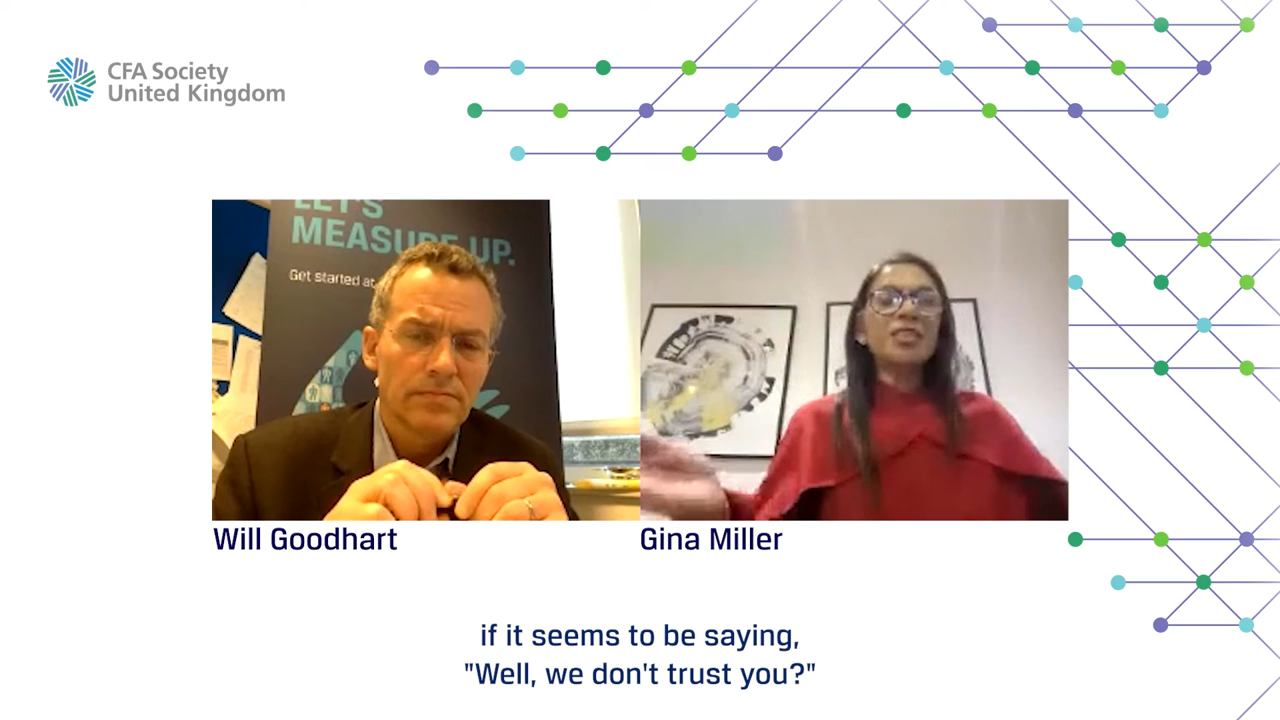 CFA Society
United Kingdom
LET'S
MEASURE UP.
Get started at
Will Goodhart
Gina Miller
if it seems to be saying,
"Well, we don't trust you?"